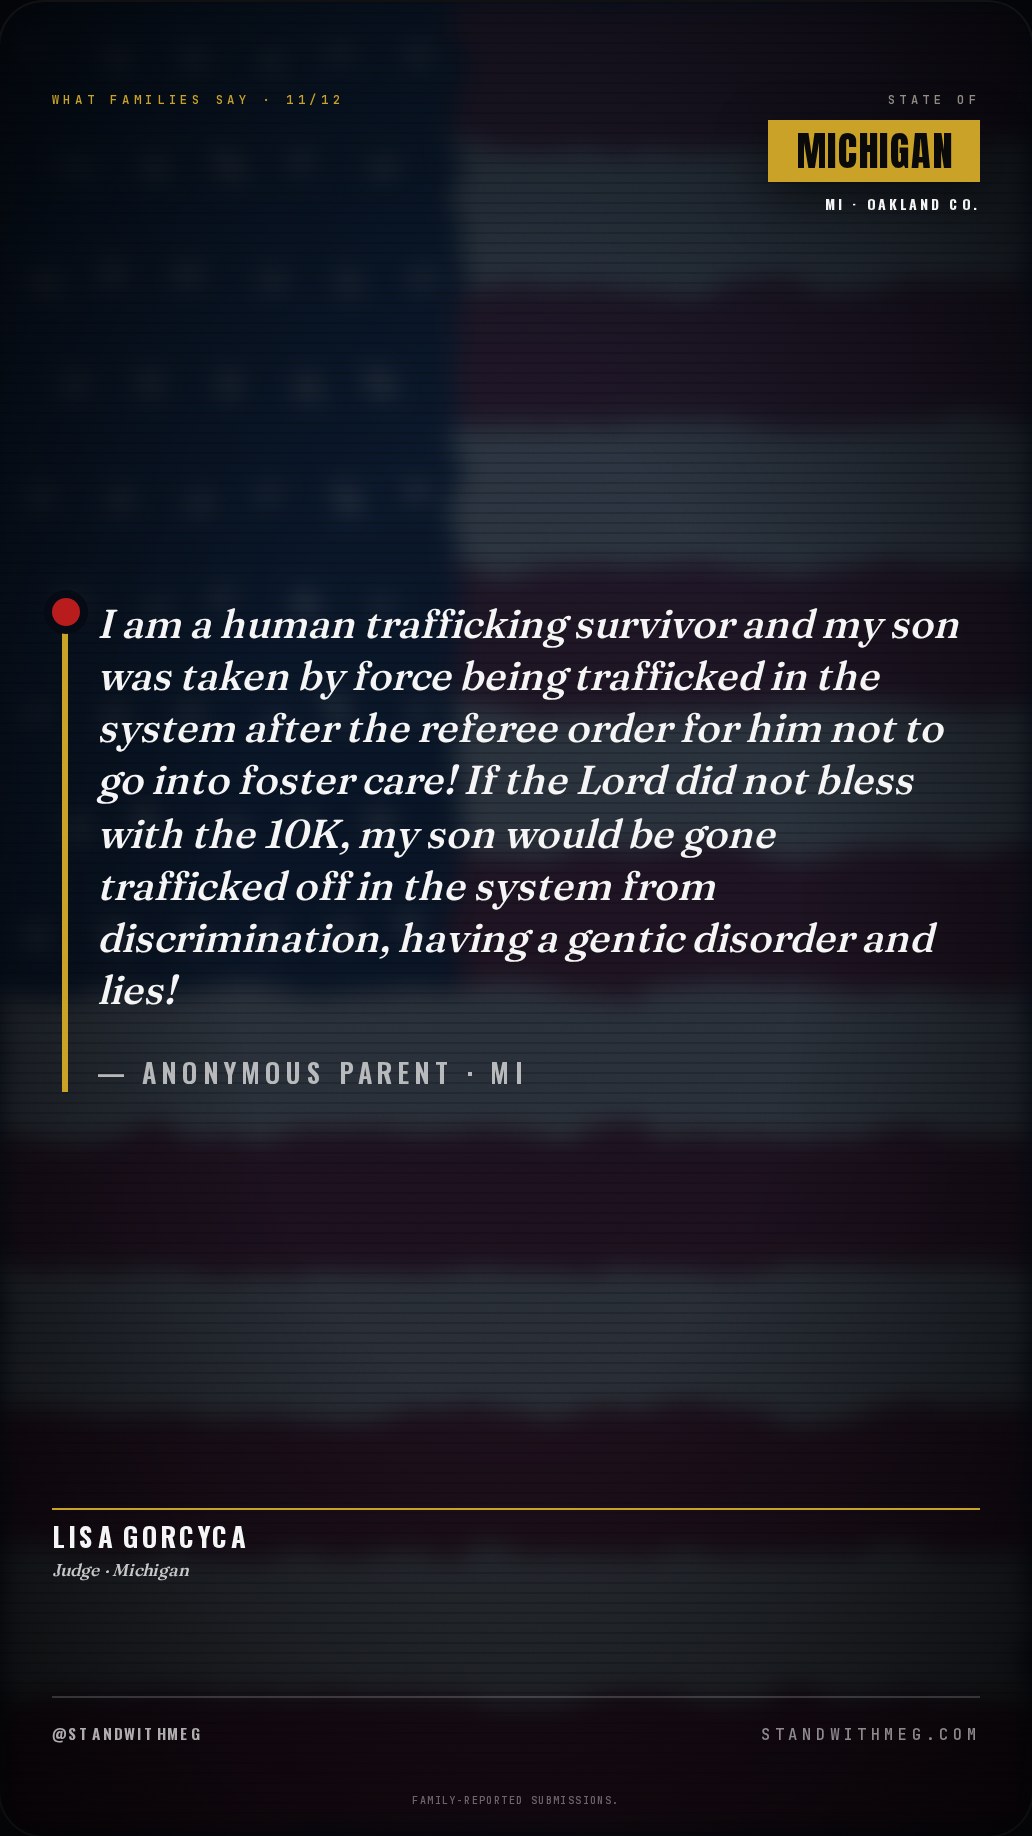 WHAT FAMILIES SAY · 11/12
STATE OF
MICHIGAN
MI · OAKLAND CO.
I am a human trafficking survivor and my son
was taken by force being trafficked in the
system after the referee order for him not to
go into foster care! If the Lord did not bless
with the 10K, my son would be gone
trafficked off in the system from
discrimination, having a gentic disorder and
lies!
— ANONYMOUS PARENT · MI
LISA GORCYCA
Judge · Michigan
@STANDWITHMEG
STANDWITHMEG.COM
FAMILY-REPORTED SUBMISSIONS.